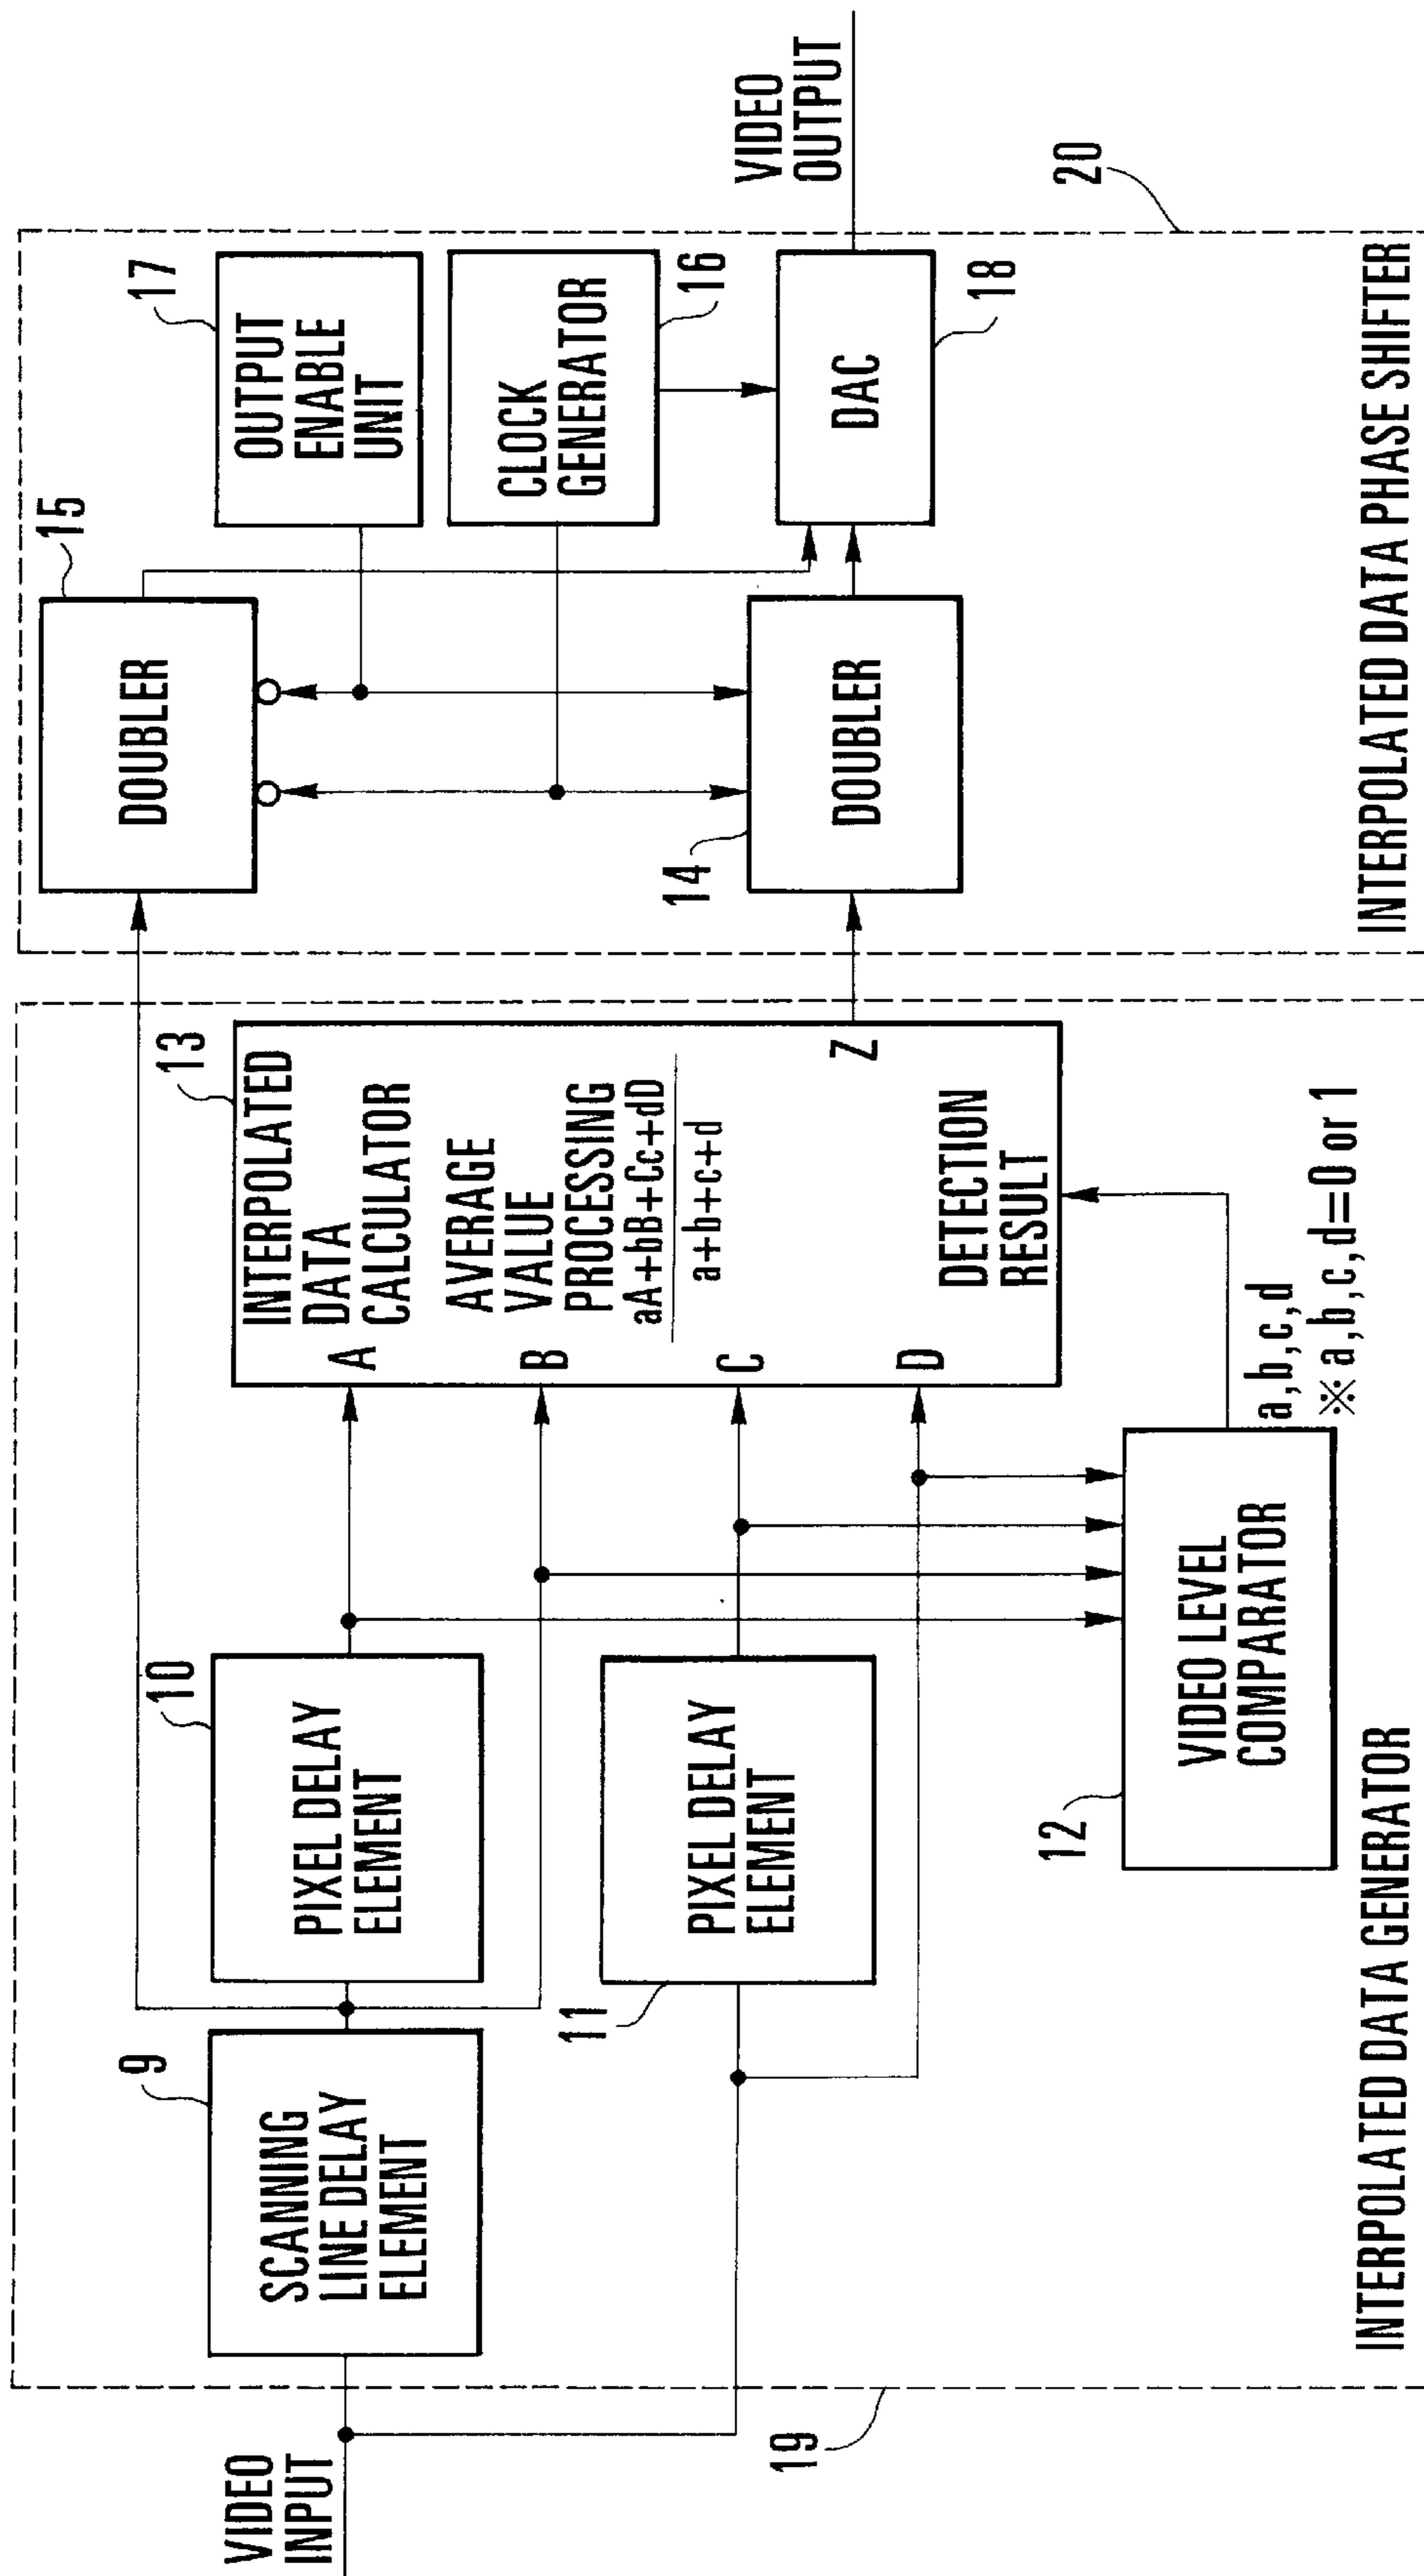 VIDEO
INPUT
19
9
SCANNING
LINE DELAY
ELEMENT
10
PIXEL DELAY
ELEMENT
11
PIXEL DELAY
ELEMENT
12
VIDEO LEVEL
COMPARATOR
a,b,c,d
※ a,b,c,d=0 or 1
13
INTERPOLATED
DATA
CALCULATOR
A
B
C
D
AVERAGE
VALUE
PROCESSING
aA+bB+Cc+dD
a+b+c+d
Z
DETECTION
RESULT
INTERPOLATED DATA GENERATOR
15
DOUBLER
14
DOUBLER
17
OUTPUT
ENABLE
UNIT
CLOCK
GENERATOR
16
DAC
18
VIDEO
OUTPUT
20
INTERPOLATED DATA PHASE SHIFTER